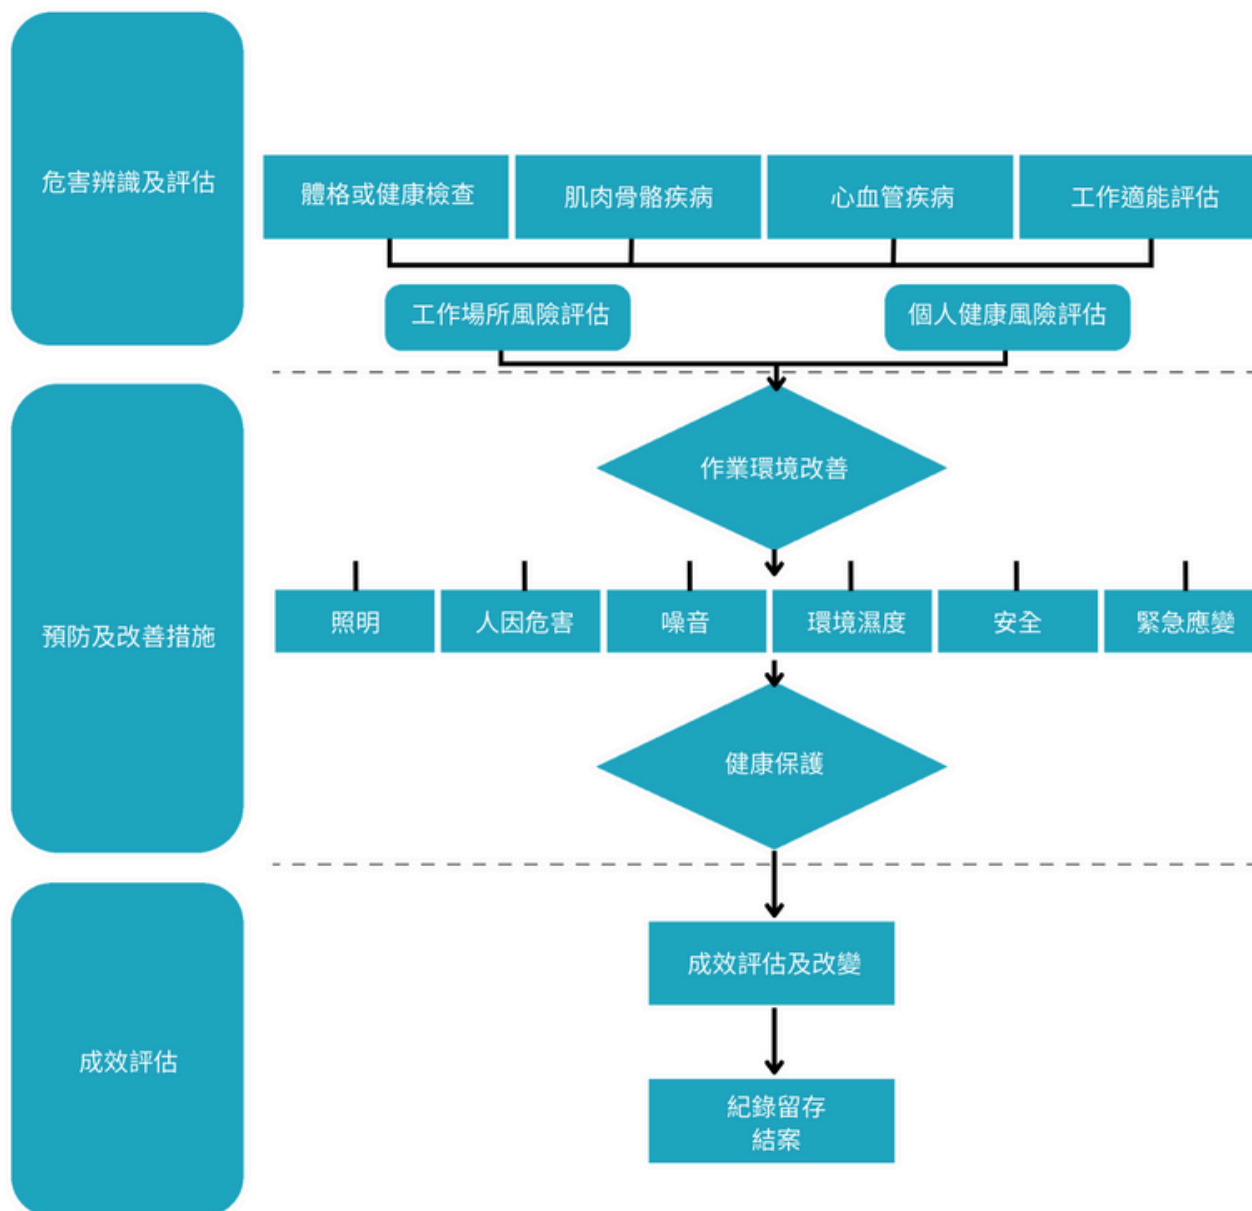 危害辨識及評估
體格或健康檢查
肌肉骨骼疾病
心血管疾病
工作適能評估
工作場所風險評估
個人健康風險評估
預防及改善措施
作業環境改善
照明
人因危害
噪音
環境濕度
安全
緊急應變
健康保護
成效評估
成效評估及改變
紀錄留存
結案